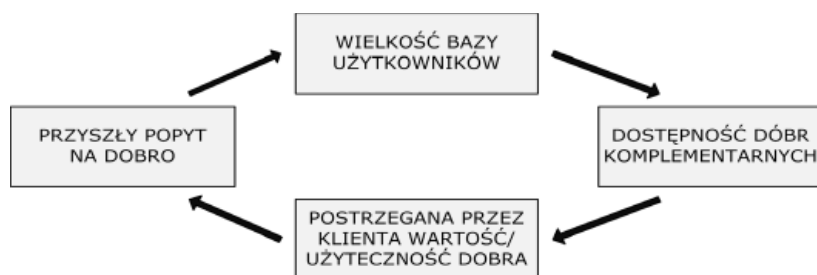 WIELKOŚĆ BAZY
UŻYTKOWNIKÓW
PRZYSZŁY POPYT
NA DOBRO
DOSTĘPNOŚĆ DÓBR
KOMPLEMENTARNYCH
POSTRZEGANA PRZEZ
KLIENTA WARTOŚĆ/
UŻYTECZNOŚĆ DOBRA